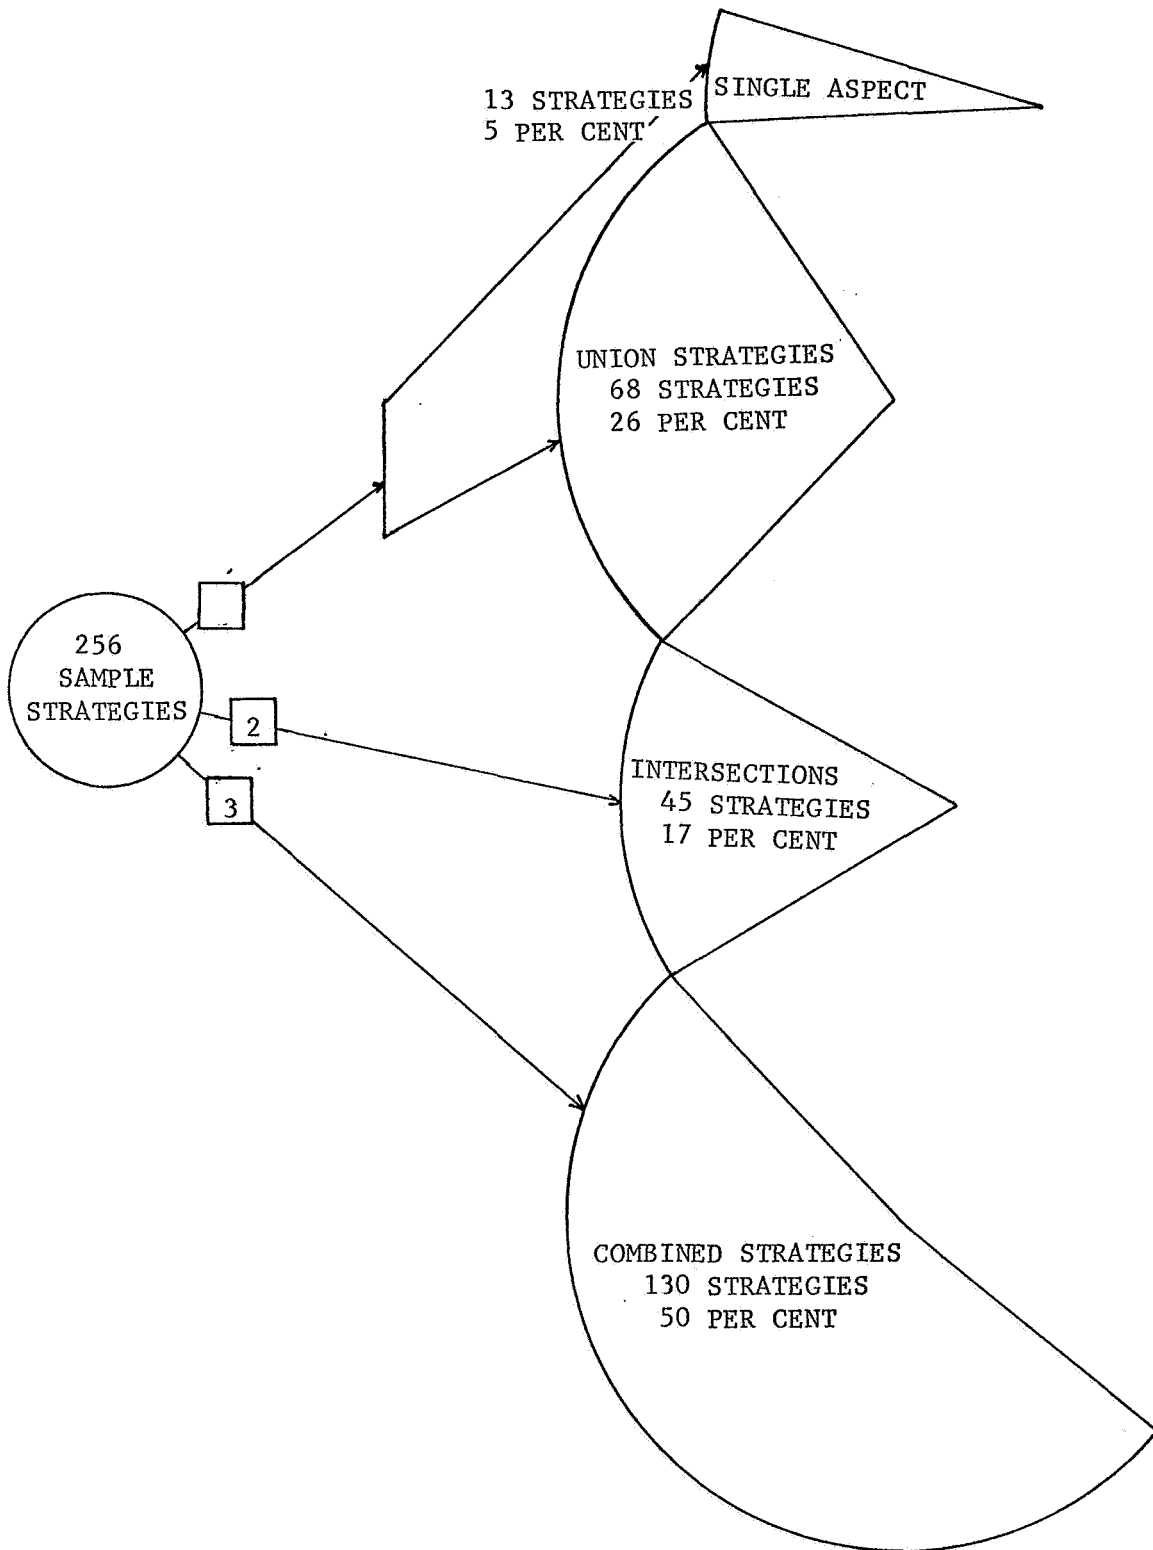 13 STRATEGIES
5 PER CENT
SINGLE ASPECT
UNION STRATEGIES
68 STRATEGIES
26 PER CENT
256
SAMPLE
STRATEGIES
2
3
INTERSECTIONS
45 STRATEGIES
17 PER CENT
COMBINED STRATEGIES
130 STRATEGIES
50 PER CENT